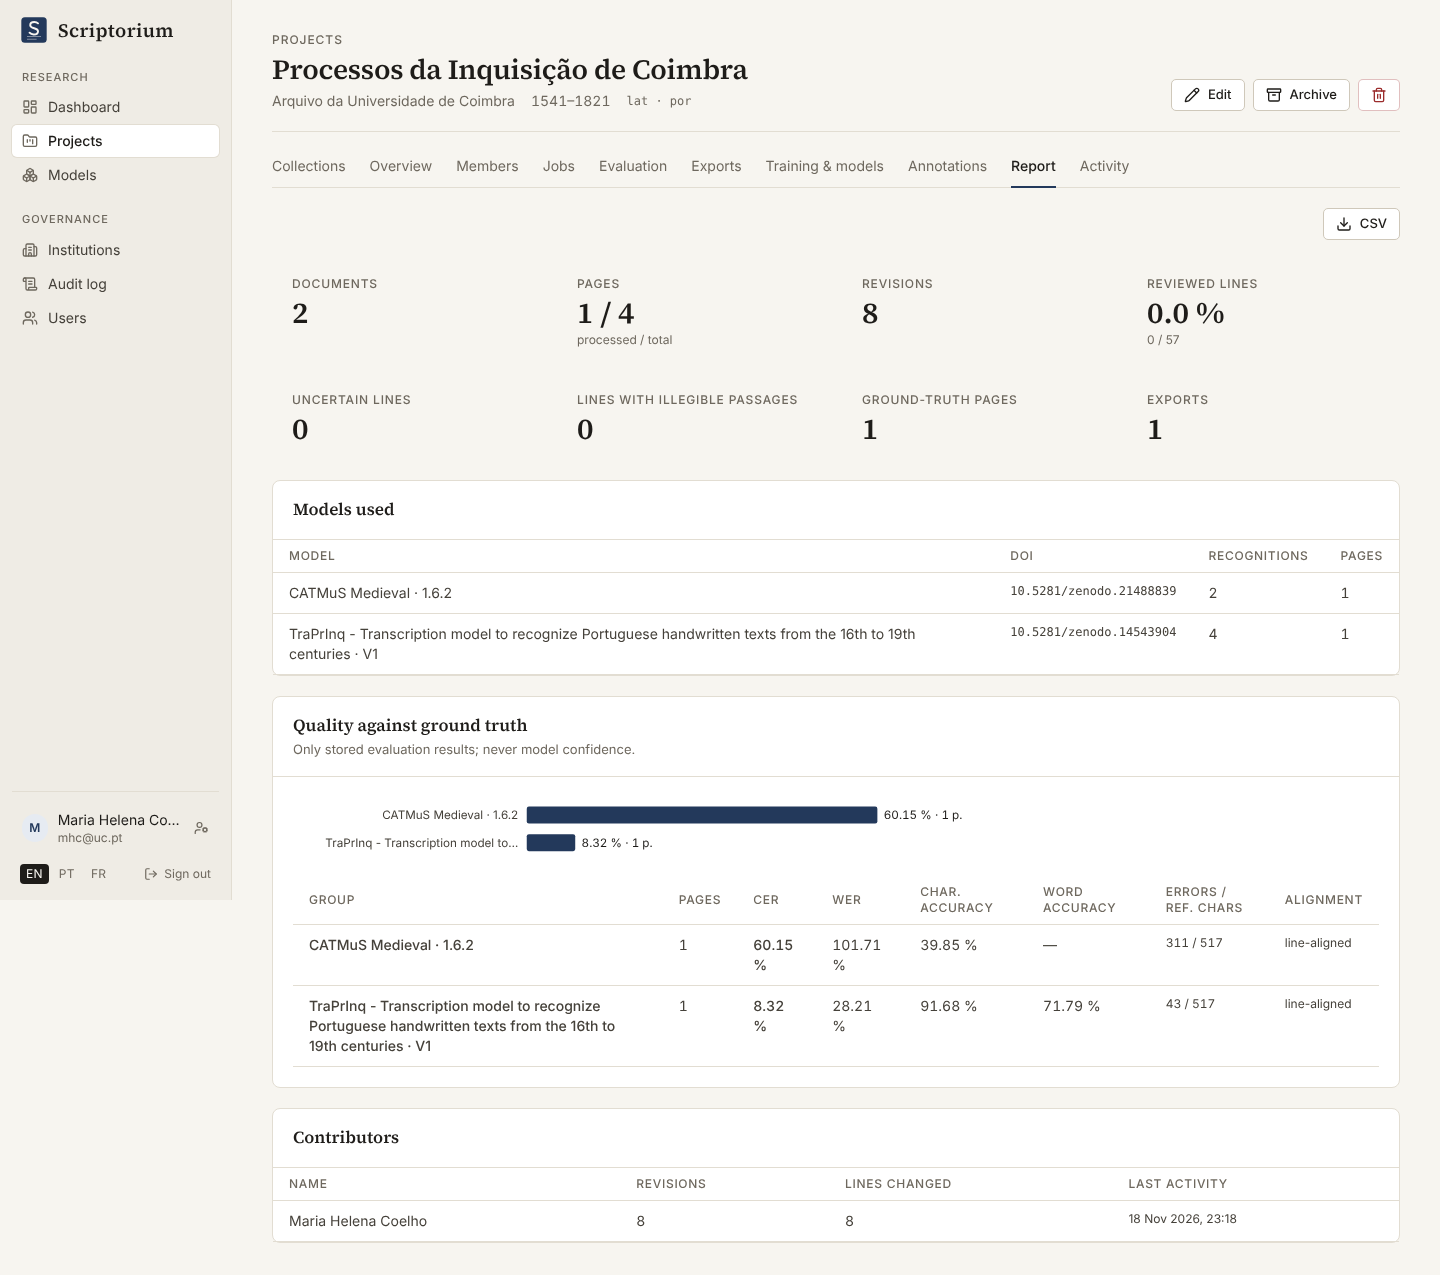 Scriptorium
RESEARCH
Dashboard
Projects
Models
GOVERNANCE
Institutions
Audit log
Users
M
Maria Helena Co...
mhc@uc.pt
EN PT FR Sign out
PROJECTS
Processos da Inquisição de Coimbra
Arquivo da Universidade de Coimbra 1541–1821 lat · por
Edit Archive
Collections Overview Members Jobs Evaluation Exports Training & models Annotations Report Activity
CSV
DOCUMENTS PAGES REVISIONS REVIEWED LINES
2 1 / 4 8 0.0 %
processed / total 0 / 57
UNCERTAIN LINES LINES WITH ILLEGIBLE PASSAGES GROUND-TRUTH PAGES EXPORTS
0 0 1 1
Models used
MODEL DOI RECOGNITIONS PAGES
CATMuS Medieval · 1.6.2 10.5281/zenodo.21488839 2 1
TraPrInq - Transcription model to recognize Portuguese handwritten texts from the 16th to 19th 10.5281/zenodo.14543904 4 1
centuries · V1
Quality against ground truth
Only stored evaluation results; never model confidence.
CATMuS Medieval · 1.6.2 60.15 % · 1 p.
TraPrInq - Transcription model to... 8.32 % · 1 p.
GROUP PAGES CER WER CHAR. ACCURACY WORD ACCURACY ERRORS / REF. CHARS ALIGNMENT
CATMuS Medieval · 1.6.2 1 60.15 % 101.71 % 39.85 % — 311 / 517 line-aligned
TraPrInq - Transcription model to recognize 1 8.32 % 28.21 % 91.68 % 71.79 % 43 / 517 line-aligned
Portuguese handwritten texts from the 16th to
19th centuries · V1
Contributors
NAME REVISIONS LINES CHANGED LAST ACTIVITY
Maria Helena Coelho 8 8 18 Nov 2026, 23:18